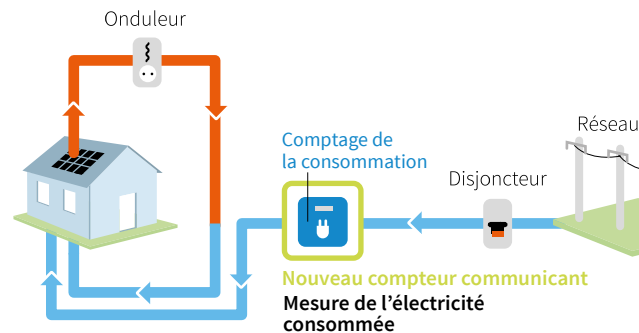 Onduleur
Réseau
Comptage de
la consommation
Disjoncteur
Nouveau compteur communicant
Mesure de l'électricité
consommée